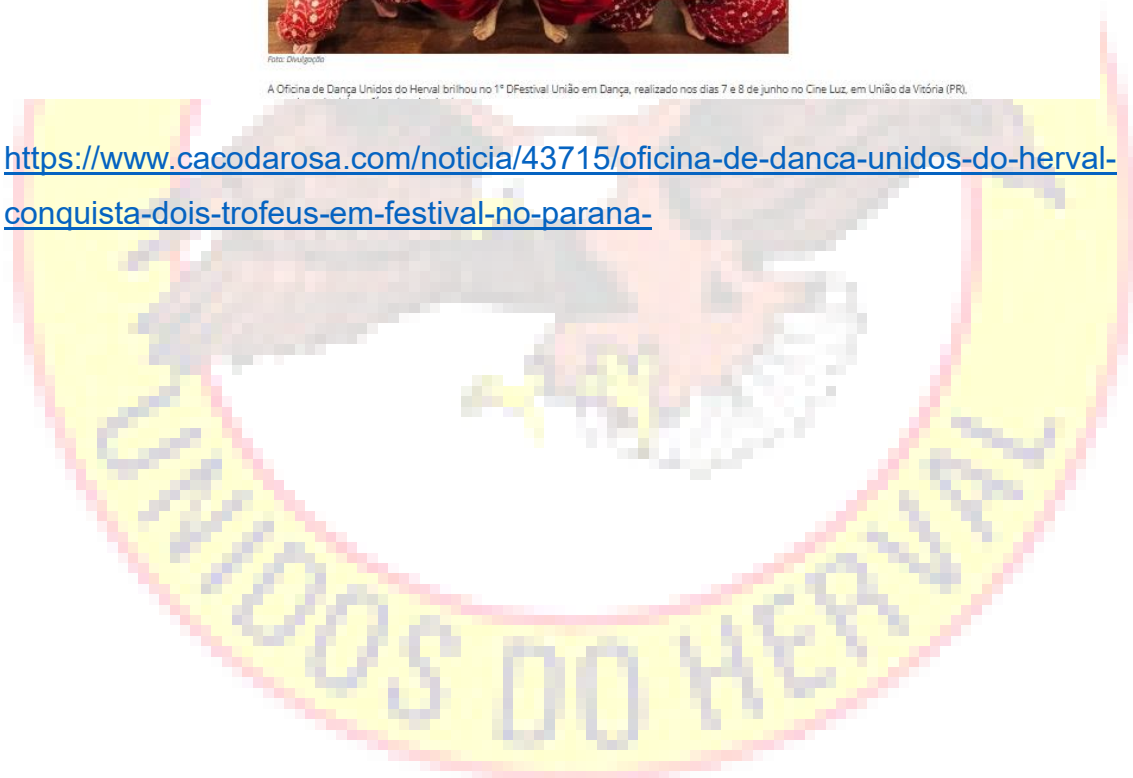 Foto: Divulgação
A Oficina de Dança Unidos do Herval brilhou no 1º DFestival União em Dança, realizado nos dias 7 e 8 de junho no Cine Luz, em União da Vitória (PR),
https://www.cacodarosa.com/noticia/43715/oficina-de-danca-unidos-do-herval-
conquista-dois-trofeus-em-festival-no-parana-
UNIDOS DO HERVAL